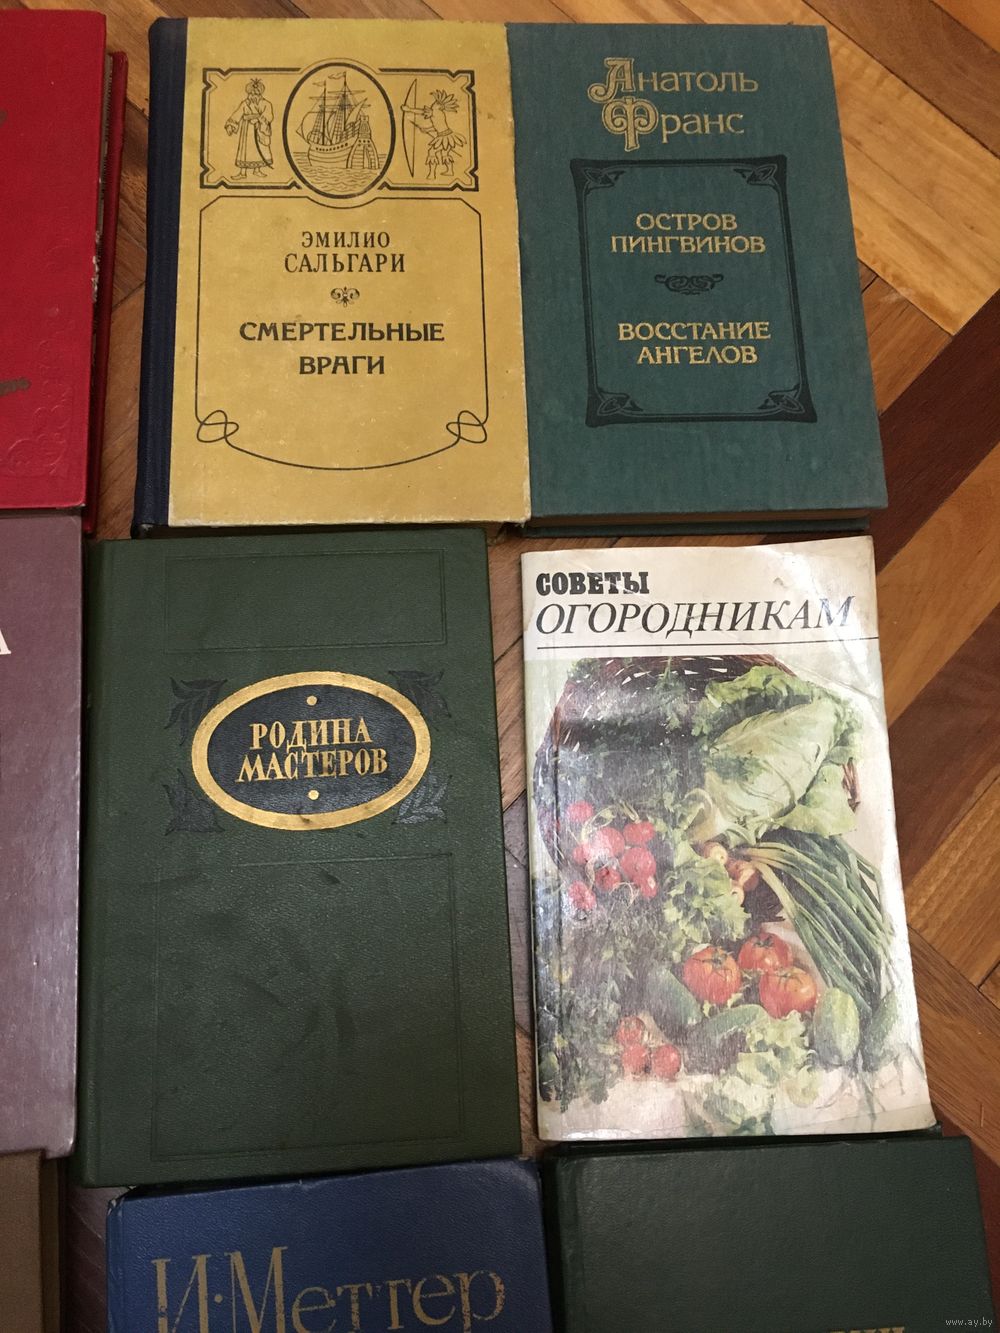 ЭМИЛИО
САЛЬГАРИ
СМЕРТЕЛЬНЫЕ
ВРАГИ
Анатоль
Франс
ОСТРОВ
ПИНГВИНОВ
ВОССТАНИЕ
АНГЕЛОВ
РОДИНА
МАСТЕРОВ
СОВЕТЫ
ОГОРОДНИКАМ
И·Меттер
www.ay.by